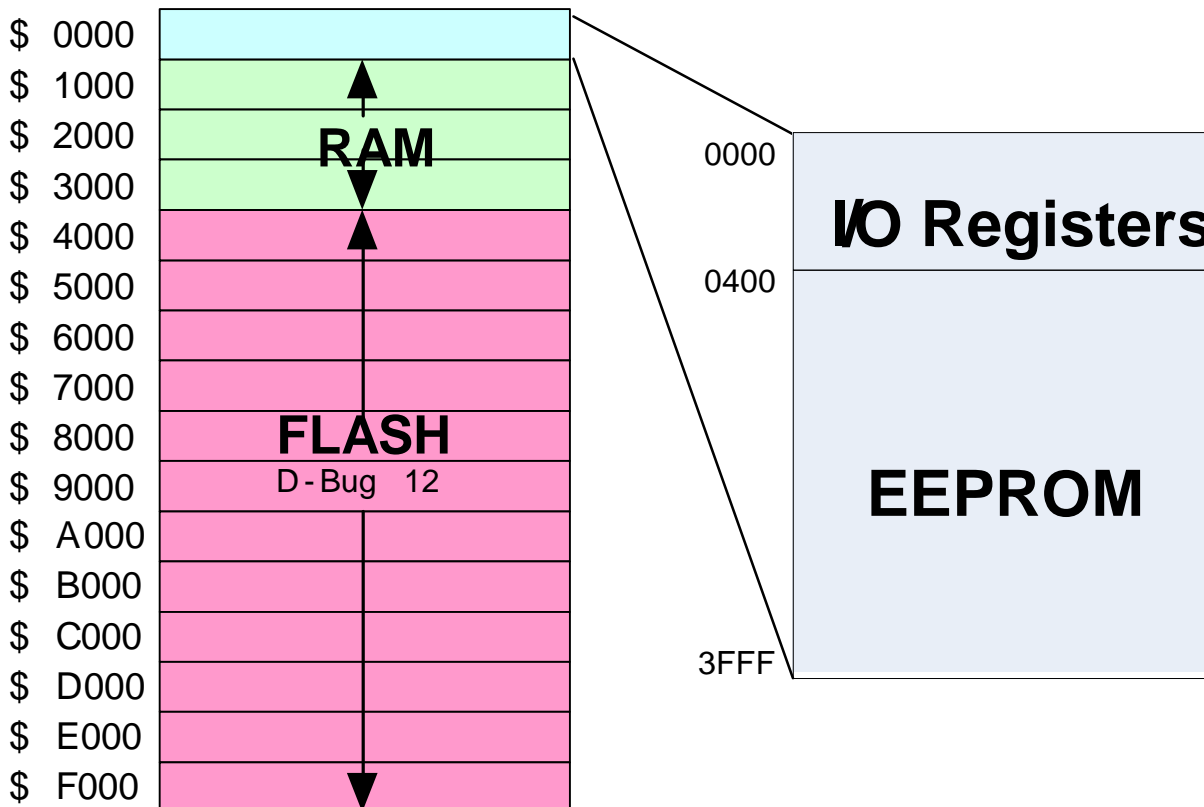 $ 0000
$ 1000
$ 2000
$ 3000
$ 4000
$ 5000
$ 6000
$ 7000
$ 8000
$ 9000
$ A000
$ B000
$ C000
$ D000
$ E000
$ F000
RAM
FLASH
D-Bug 12
0000
I/O Registers
0400
EEPROM
3FFF